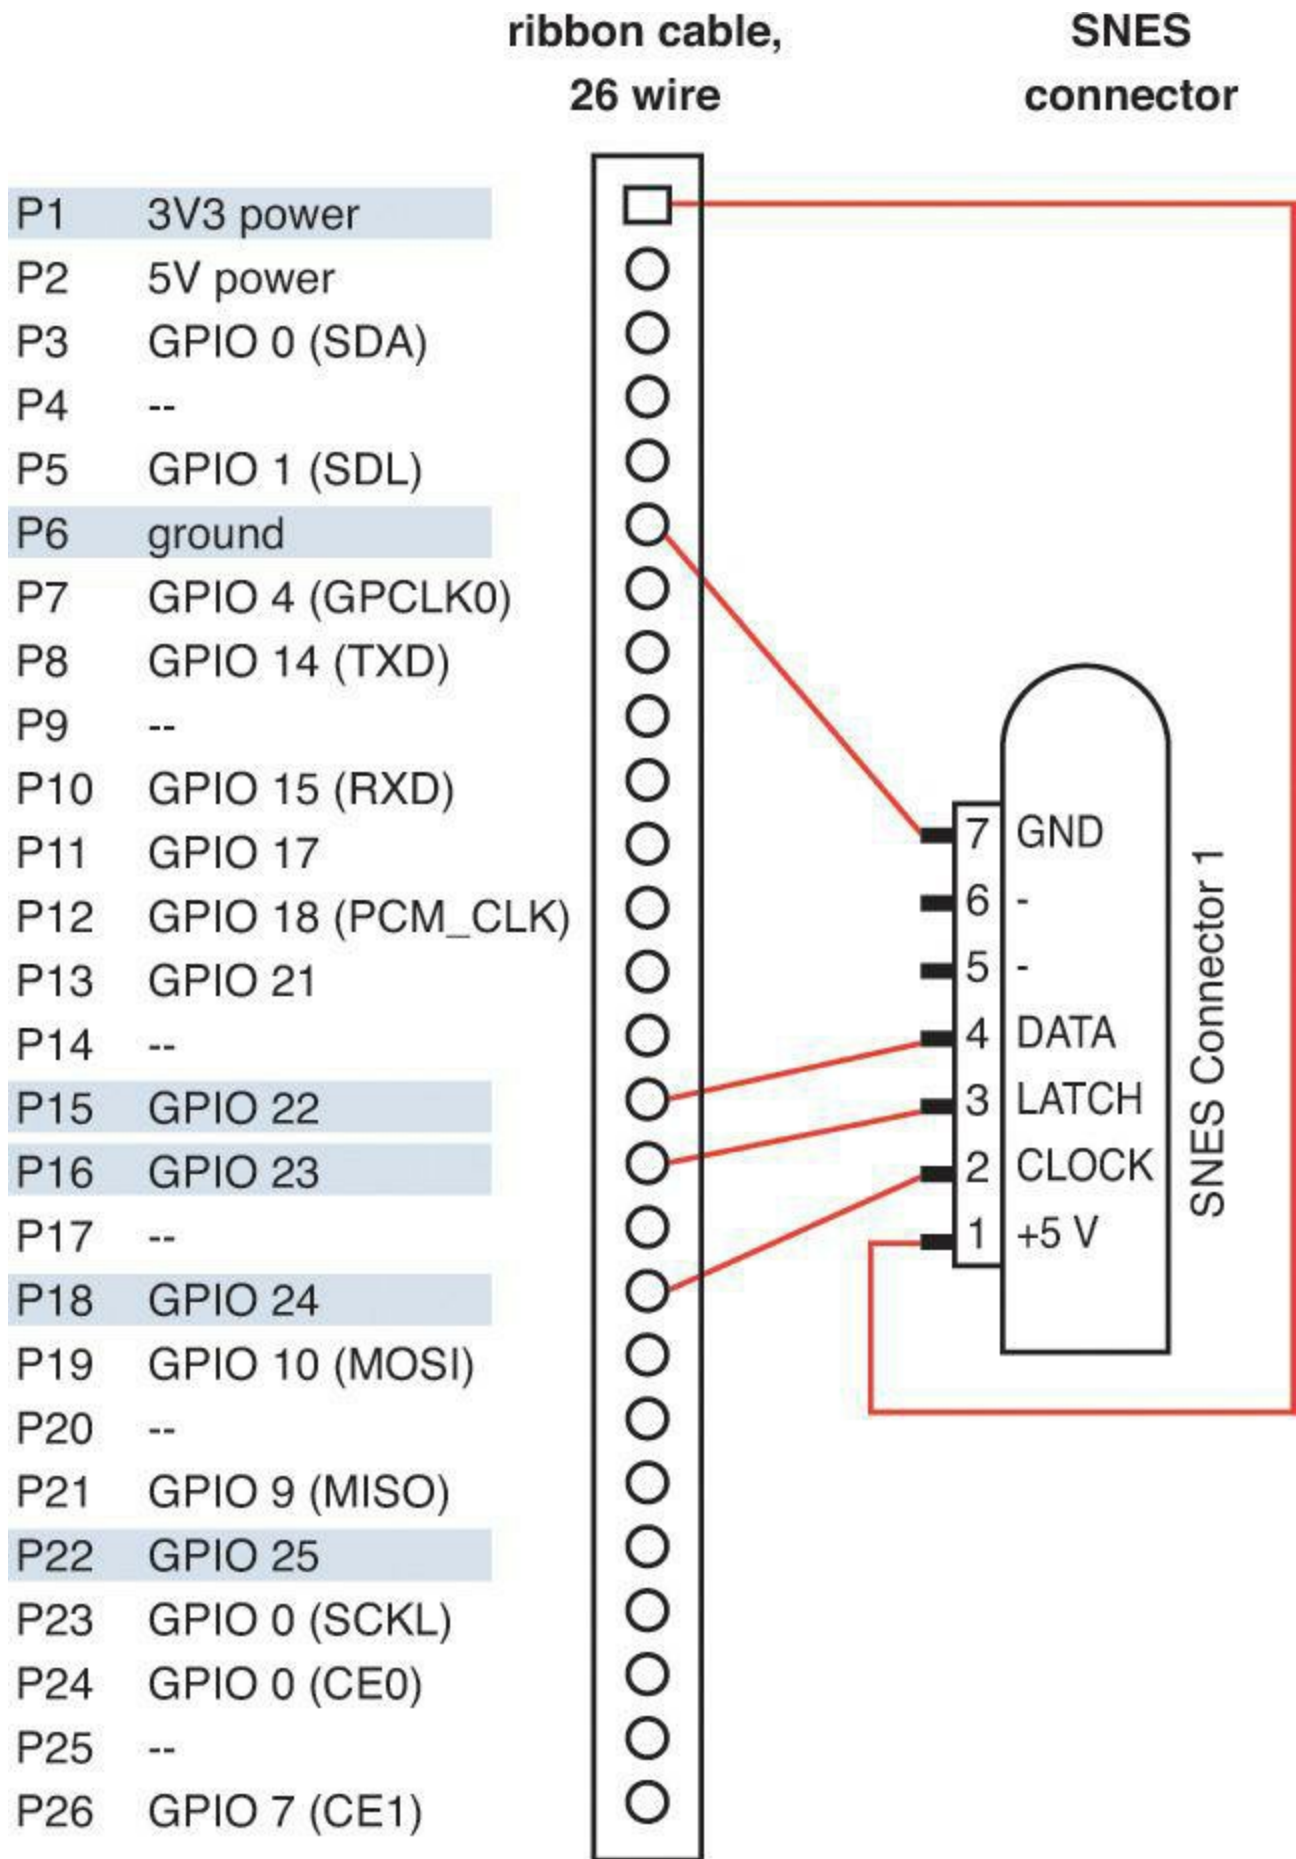 ribbon cable,
26 wire
SNES
connector
P1 3V3 power
P2 5V power
P3 GPIO 0 (SDA)
P4 --
P5 GPIO 1 (SDL)
P6 ground
P7 GPIO 4 (GPCLK0)
P8 GPIO 14 (TXD)
P9 --
P10 GPIO 15 (RXD)
P11 GPIO 17
P12 GPIO 18 (PCM_CLK)
P13 GPIO 21
P14 --
P15 GPIO 22
P16 GPIO 23
P17 --
P18 GPIO 24
P19 GPIO 10 (MOSI)
P20 --
P21 GPIO 9 (MISO)
P22 GPIO 25
P23 GPIO 0 (SCKL)
P24 GPIO 0 (CE0)
P25 --
P26 GPIO 7 (CE1)
7 GND
6 -
5 -
4 DATA
3 LATCH
2 CLOCK
1 +5 V
SNES Connector 1